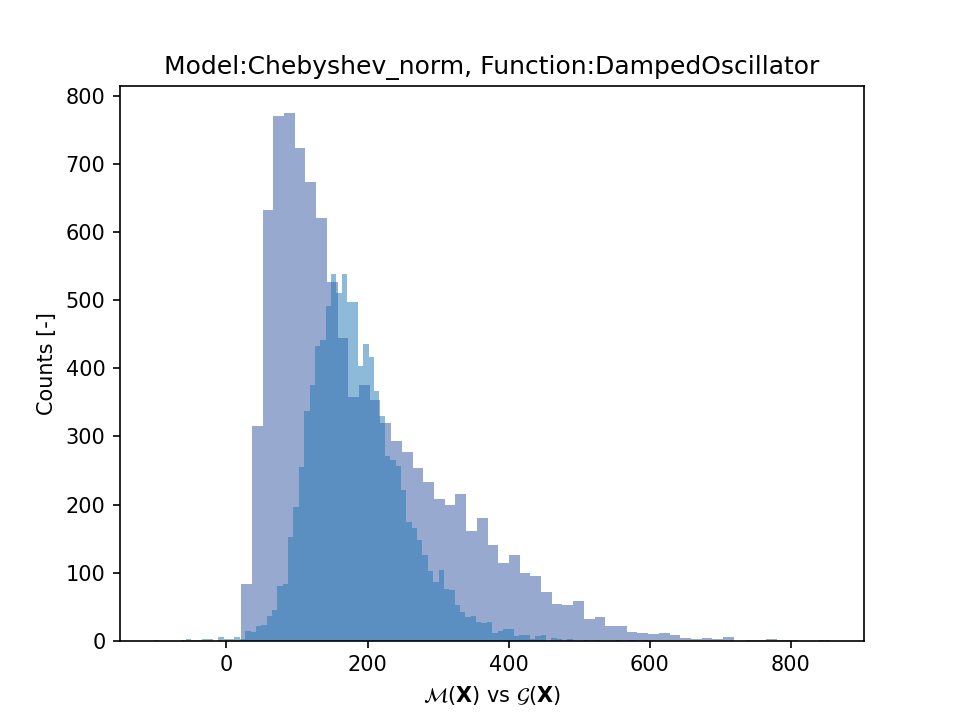 Model:Chebyshev_norm, Function:DampedOscillator
800
700
600
500
400
300
200
100
0
Counts [-]
0 200 400 600 800
ℳ(𝐗) vs 𝒢(𝐗)